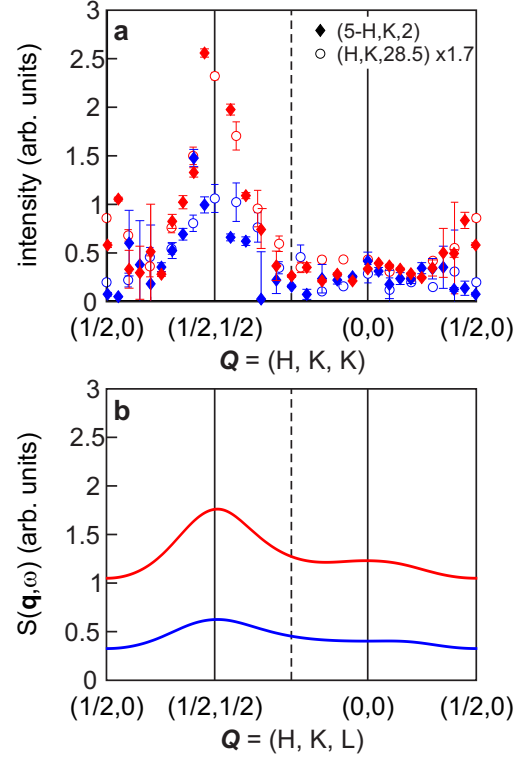 a
(5-H,K,2)
(H,K,28.5) x1.7
intensity (arb. units)
3
2.5
2
1.5
1
0.5
0
(1/2,0) (1/2,1/2) (0,0) (1/2,0)
Q = (H, K, K)
b
S(q,ω) (arb. units)
3
2.5
2
1.5
1
0.5
0
(1/2,0) (1/2,1/2) (0,0) (1/2,0)
Q = (H, K, L)